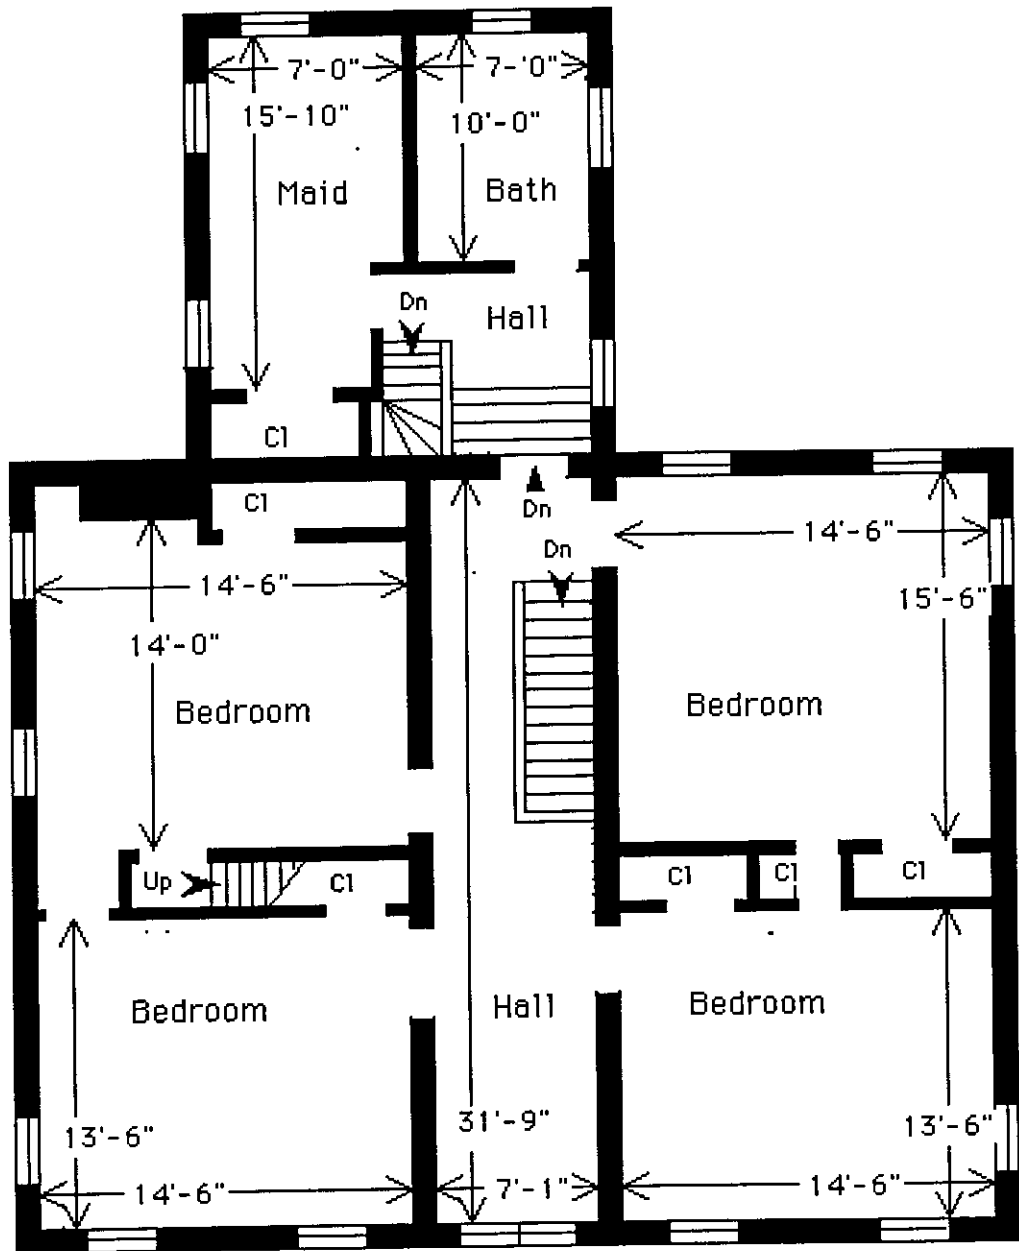 7'-0"
7-'0"
15'-10"
10'-0"
Maid
Bath
Dn
Hall
Cl
Cl
Dn
Dn
14'-6"
14'-6"
15'-6"
14'-0"
Bedroom
Bedroom
Up
Cl
Cl
Cl
Cl
Bedroom
Hall
Bedroom
13'-6"
31'-9"
13'-6"
14'-6"
7'-1"
14'-6"